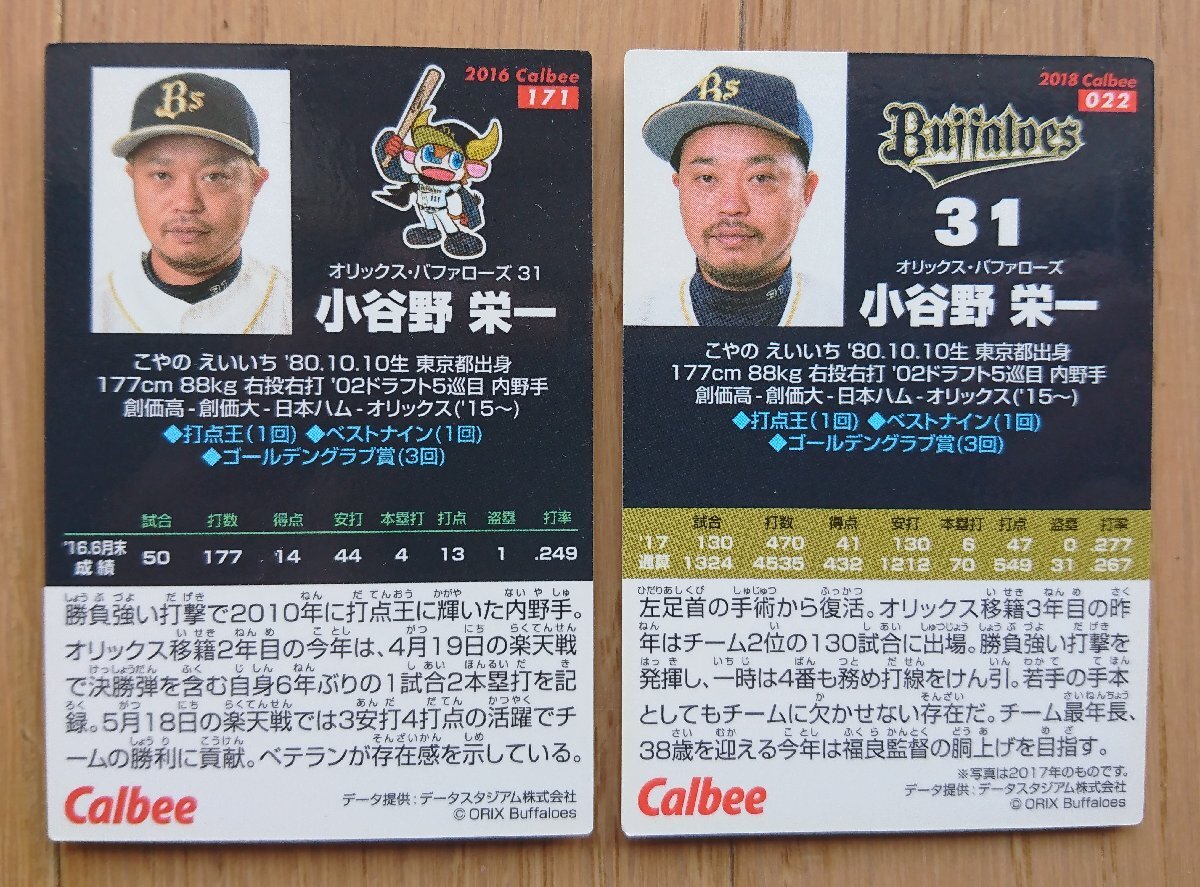 2016 Calbee
171
Bs
オリックス・バファローズ 31
小谷野 栄一
こやの えいいち '80.10.10生 東京都出身
177cm 88kg 右投右打 '02ドラフト5巡目 内野手
創価高-創価大-日本ハム-オリックス('15〜)
◆打点王(1回) ◆ベストナイン(1回)
◆ゴールデングラブ賞(3回)
試合 打数 得点 安打 本塁打 打点 盗塁 打率
'16.6月末成績 50 177 14 44 4 13 1 .249
勝負強い打撃で2010年に打点王に輝いた内野手。
オリックス移籍2年目の今年は、4月19日の楽天戦
で決勝弾を含む自身6年ぶりの1試合2本塁打を記
録。5月18日の楽天戦では3安打4打点の活躍でチ
ームの勝利に貢献。ベテランが存在感を示している。
Calbee
データ提供:データスタジアム株式会社
© ORIX Buffaloes
2018 Calbee
022
Bs
Buffaloes
31
オリックス・バファローズ
小谷野 栄一
こやの えいいち '80.10.10生 東京都出身
177cm 88kg 右投右打 '02ドラフト5巡目 内野手
創価高-創価大-日本ハム-オリックス('15〜)
◆打点王(1回) ◆ベストナイン(1回)
◆ゴールデングラブ賞(3回)
試合 打数 得点 安打 本塁打 打点 盗塁 打率
'17 130 470 41 130 6 47 0 .277
通算 1324 4535 432 1212 70 549 31 .267
左足首の手術から復活。オリックス移籍3年目の昨
年はチーム2位の130試合に出場。勝負強い打撃を
発揮し、一時は4番も務め打線をけん引。若手の手本
としてもチームに欠かせない存在だ。チーム最年長、
38歳を迎える今年は福良監督の胴上げを目指す。
※写真は2017年のものです。
Calbee
データ提供:データスタジアム株式会社
© ORIX Buffaloes